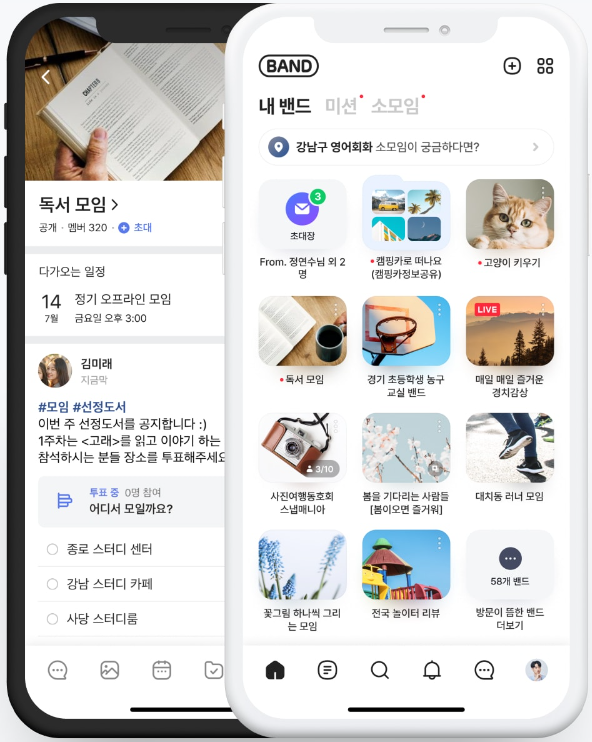 CHAPTER 5
독서 모임 >
공개 · 멤버 320 · 초대
다가오는 일정
14
7월
정기 오프라인 모임
금요일 오후 3:00
김미래
지금막
#모임 #선정도서
이번 주 선정도서를 공지합니다 :)
1주차는 <고래>를 읽고 이야기 하는
참석하시는 분들 장소를 투표해주세요
투표 중 0명 참여
어디서 모일까요?
종로 스터디 센터
강남 스터디 카페
사당 스터디룸
BAND
내 밴드 미션 소모임
강남구 영어회화 소모임이 궁금하다면?
3
초대장
From. 정연수님 외 2
명
캠핑카로 떠나요
(캠핑카정보공유)
고양이 키우기
독서 모임
경기 초등학생 농구
교실 밴드
LIVE
매일 매일 즐거운
경치감상
3/10
사진여행동호회
스냅매니아
봄을 기다리는 사람들
[봄이오면 즐거워]
대치동 러너 모임
꽃그림 하나씩 그리
는 모임
전국 놀이터 리뷰
58개 밴드
방문이 뜸한 밴드
더보기